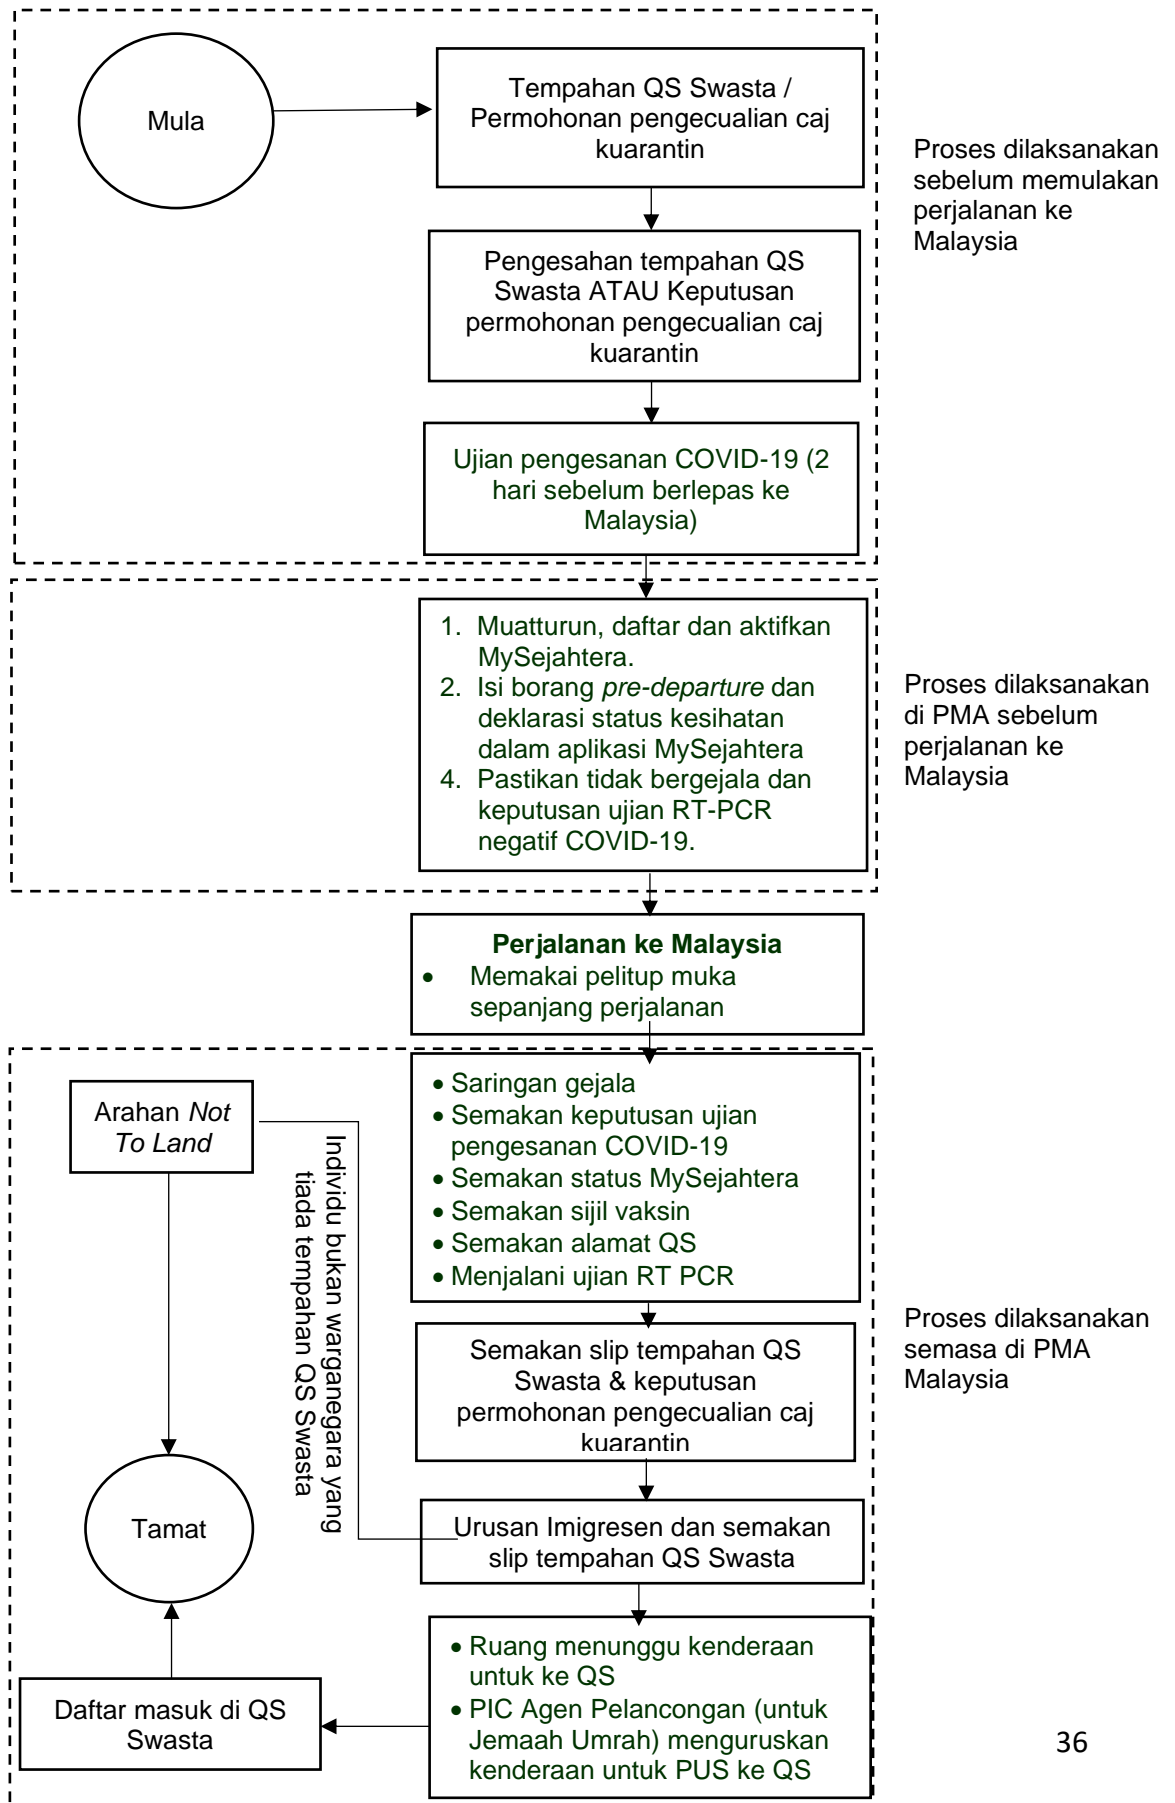 Mula
Tempahan QS Swasta /
Permohonan pengecualian caj
kuarantin
Proses dilaksanakan
sebelum memulakan
perjalanan ke
Malaysia
Pengesahan tempahan QS
Swasta ATAU Keputusan
permohonan pengecualian caj
kuarantin
Ujian pengesanan COVID-19 (2
hari sebelum berlepas ke
Malaysia)
1. Muatturun, daftar dan aktifkan
MySejahtera.
2. Isi borang pre-departure dan
deklarasi status kesihatan
dalam aplikasi MySejahtera
4. Pastikan tidak bergejala dan
keputusan ujian RT-PCR
negatif COVID-19.
Proses dilaksanakan
di PMA sebelum
perjalanan ke
Malaysia
Perjalanan ke Malaysia
• Memakai pelitup muka
sepanjang perjalanan
Arahan Not
To Land
Individu bukan warganegara yang
tiada tempahan QS Swasta
• Saringan gejala
• Semakan keputusan ujian
pengesanan COVID-19
• Semakan status MySejahtera
• Semakan sijil vaksin
• Semakan alamat QS
• Menjalani ujian RT PCR
Proses dilaksanakan
semasa di PMA
Malaysia
Semakan slip tempahan QS
Swasta & keputusan
permohonan pengecualian caj
kuarantin
Tamat
Urusan Imigresen dan semakan
slip tempahan QS Swasta
• Ruang menunggu kenderaan
untuk ke QS
• PIC Agen Pelancongan (untuk
Jemaah Umrah) menguruskan
kenderaan untuk PUS ke QS
Daftar masuk di QS
Swasta
36